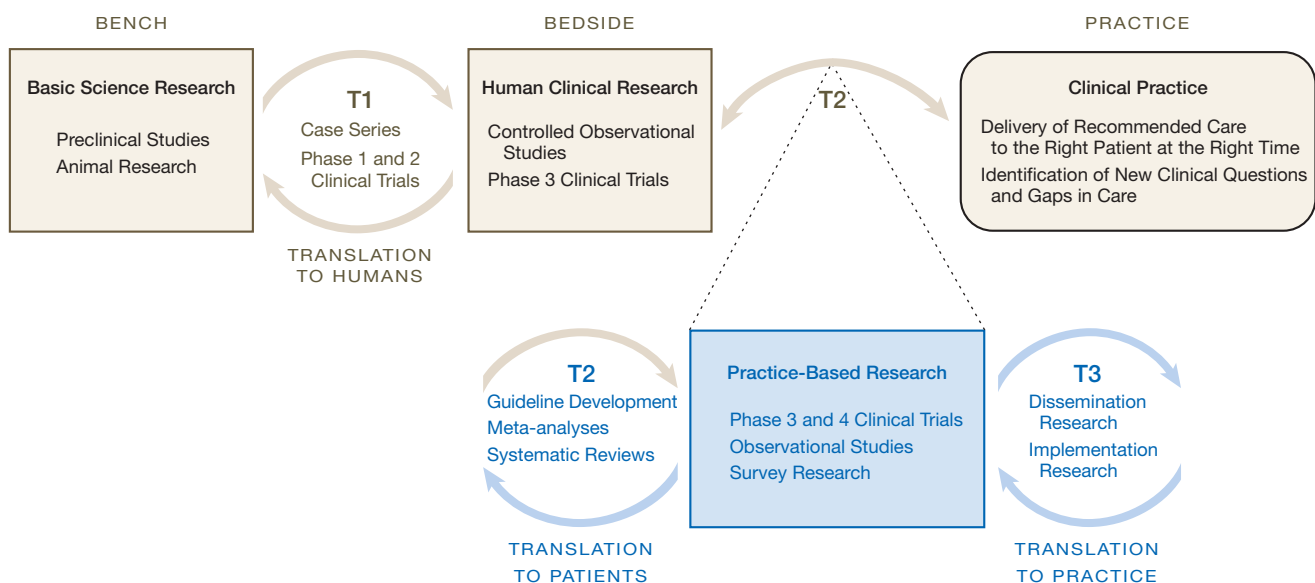 BENCH
BEDSIDE
PRACTICE
Basic Science Research
Preclinical Studies
Animal Research
T1
Case Series
Phase 1 and 2
Clinical Trials
TRANSLATION
TO HUMANS
Human Clinical Research
Controlled Observational
Studies
Phase 3 Clinical Trials
T2
Clinical Practice
Delivery of Recommended Care
to the Right Patient at the Right Time
Identification of New Clinical Questions
and Gaps in Care
T2
Guideline Development
Meta-analyses
Systematic Reviews
TRANSLATION
TO PATIENTS
Practice-Based Research
Phase 3 and 4 Clinical Trials
Observational Studies
Survey Research
T3
Dissemination
Research
Implementation
Research
TRANSLATION
TO PRACTICE